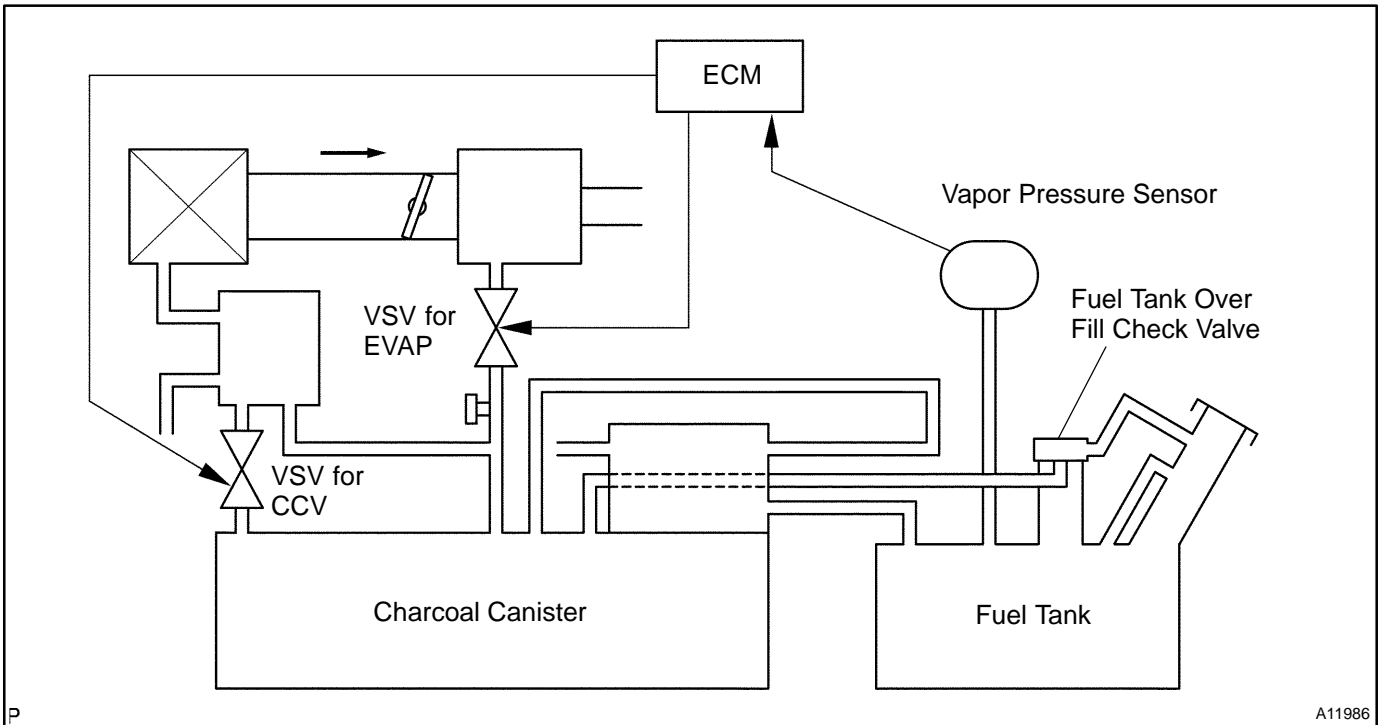 ECM
Vapor Pressure Sensor
Fuel Tank Over
Fill Check Valve
VSV for
EVAP
VSV for
CCV
Charcoal Canister
Fuel Tank
P
A11986